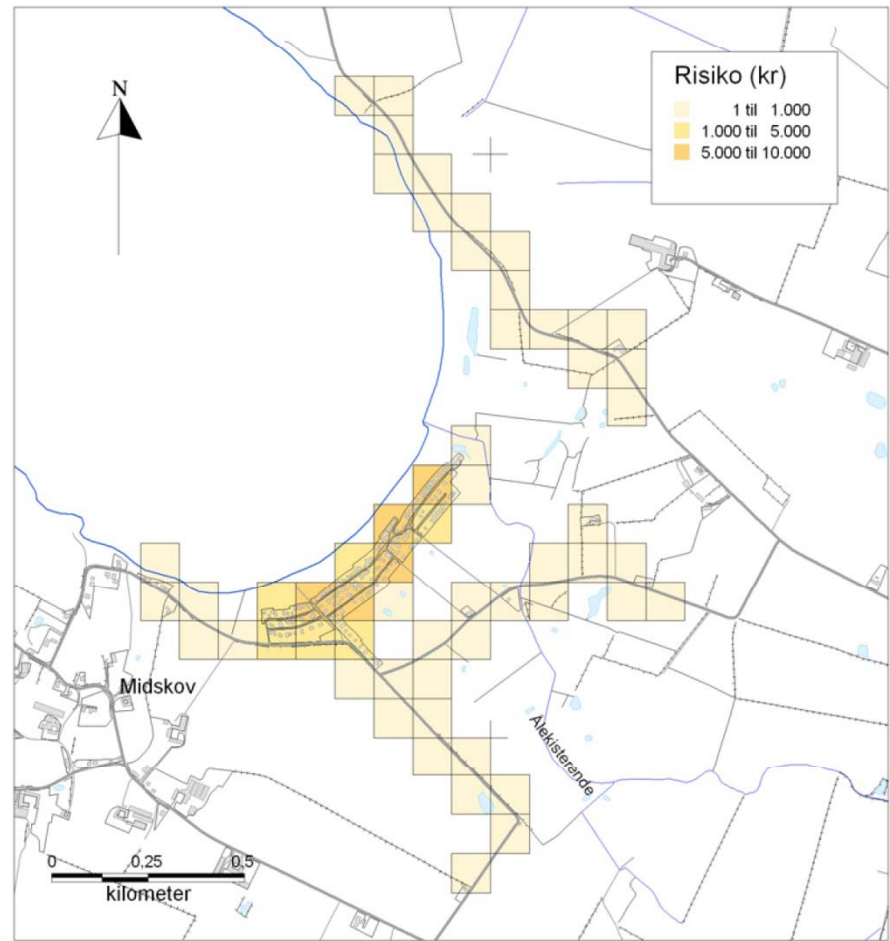 N
Risiko (kr)
1 til 1.000
1.000 til 5.000
5.000 til 10.000
Midskov
Ålekisterende
0 0,25 0,5
kilometer